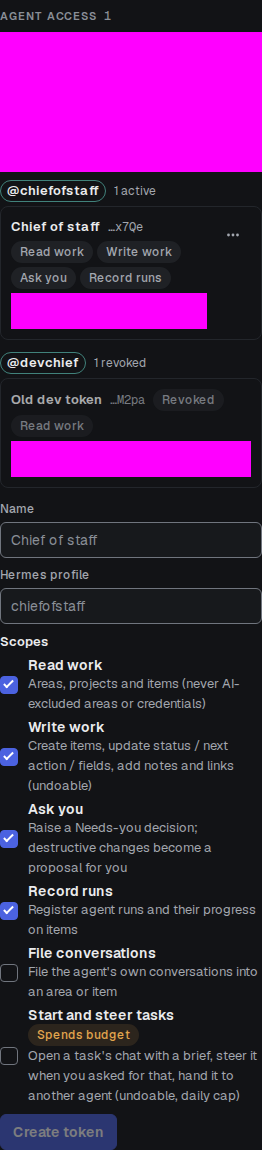 AGENT ACCESS 1
@chiefofstaff 1 active
Chief of staff …x7Qe
Read work Write work
Ask you Record runs
@devchief 1 revoked
Old dev token …M2pa Revoked
Read work
Name
Chief of staff
Hermes profile
chiefofstaff
Scopes
Read work
Areas, projects and items (never AI-
excluded areas or credentials)
Write work
Create items, update status / next
action / fields, add notes and links
(undoable)
Ask you
Raise a Needs-you decision;
destructive changes become a
proposal for you
Record runs
Register agent runs and their progress
on items
File conversations
File the agent's own conversations into
an area or item
Start and steer tasks
Spends budget
Open a task's chat with a brief, steer it
when you asked for that, hand it to
another agent (undoable, daily cap)
Create token